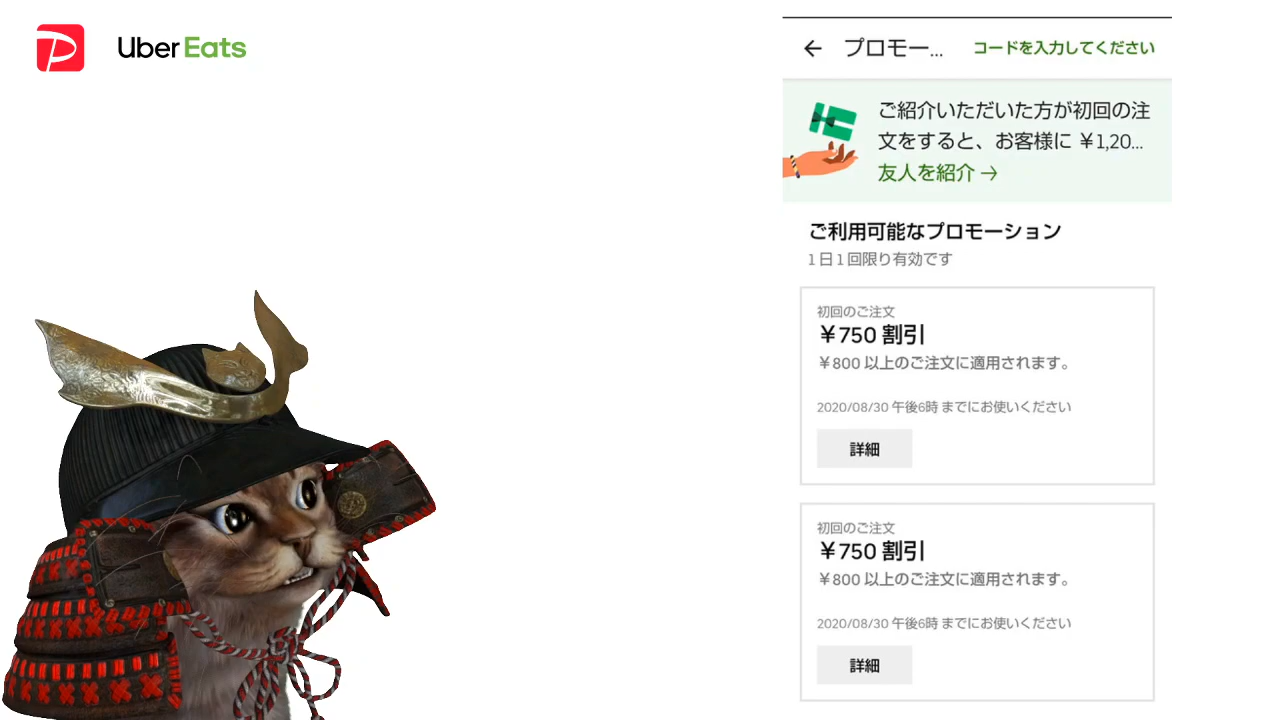 Uber Eats
プロモー...
コードを入力してください
ご紹介いただいた方が初回の注
文をすると、お客様に ￥1,20...
友人を紹介 →
ご利用可能なプロモーション
1日1回限り有効です
初回のご注文
￥750 割引
￥800 以上のご注文に適用されます。
2020/08/30 午後6時 までにお使いください
詳細
初回のご注文
￥750 割引
￥800 以上のご注文に適用されます。
2020/08/30 午後6時 までにお使いください
詳細